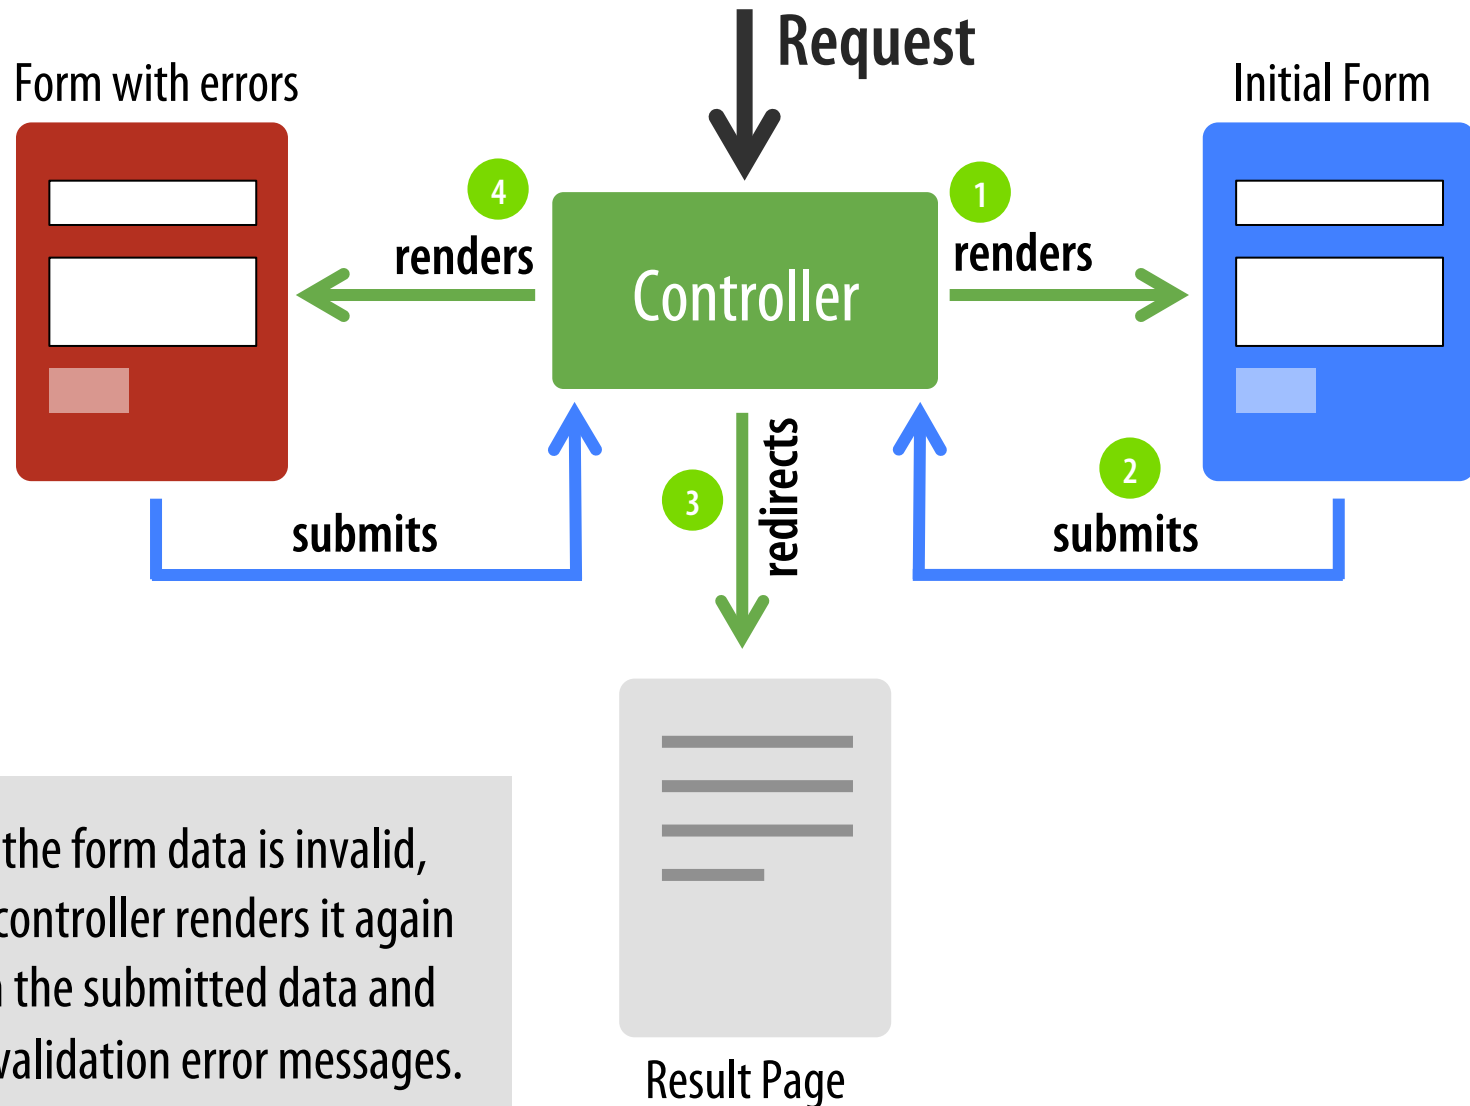 Request
Form with errors
Initial Form
4
1
renders
renders
Controller
2
3
redirects
submits
submits
the form data is invalid,
controller renders it again
the submitted data and
validation error messages.
Result Page